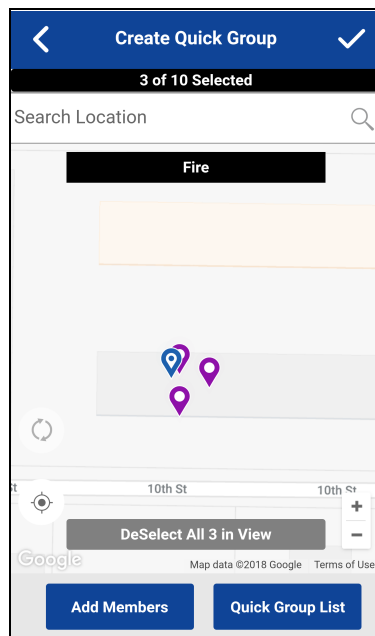 Create Quick Group
3 of 10 Selected
Search Location
Fire
st
10th St
10th St
+
DeSelect All 3 in View
−
Google
Map data ©2018 Google
Terms of Use
Add Members
Quick Group List